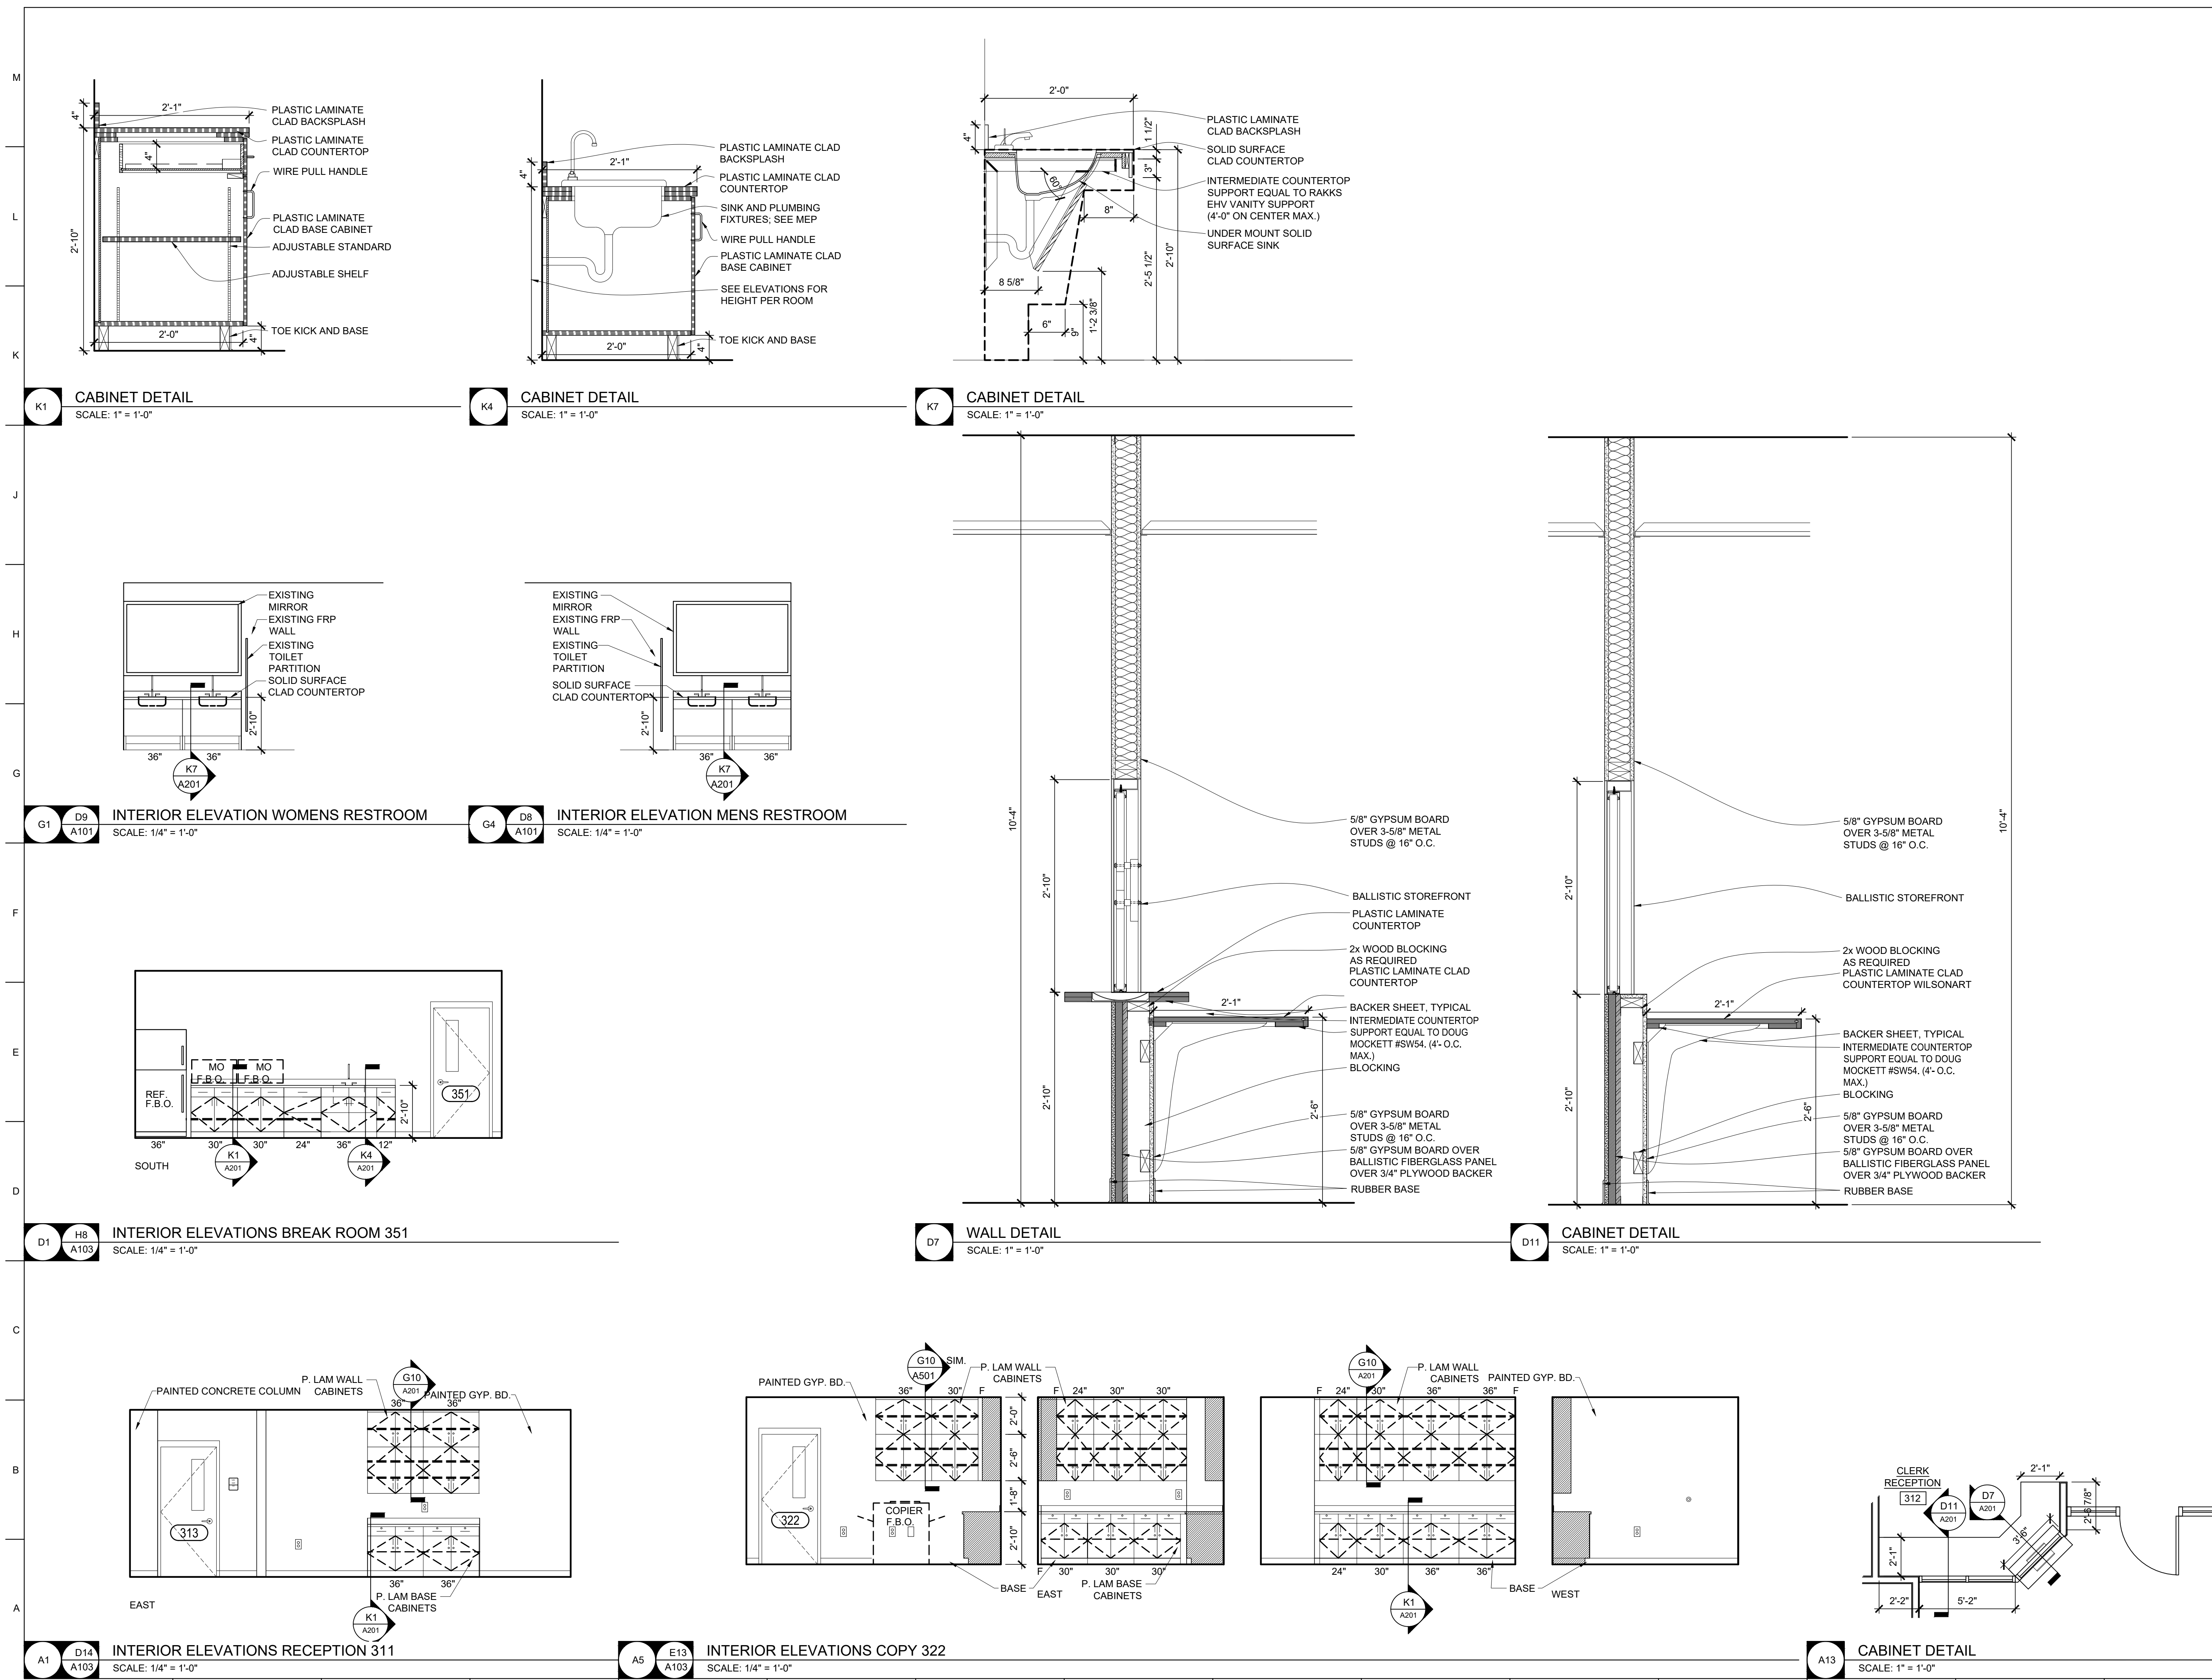 M
L
K
J
H
G
F
E
D
C
B
A
4"
2'-1"
PLASTIC LAMINATE
CLAD BACKSPLASH
PLASTIC LAMINATE
CLAD COUNTERTOP
4"
WIRE PULL HANDLE
PLASTIC LAMINATE
CLAD BASE CABINET
2'-10"
ADJUSTABLE STANDARD
ADJUSTABLE SHELF
TOE KICK AND BASE
2'-0"
4"
K1
CABINET DETAIL
SCALE: 1" = 1'-0"
4"
2'-1"
PLASTIC LAMINATE CLAD
BACKSPLASH
PLASTIC LAMINATE CLAD
COUNTERTOP
SINK AND PLUMBING
FIXTURES; SEE MEP
WIRE PULL HANDLE
PLASTIC LAMINATE CLAD
BASE CABINET
SEE ELEVATIONS FOR
HEIGHT PER ROOM
TOE KICK AND BASE
2'-0"
4"
K4
CABINET DETAIL
SCALE: 1" = 1'-0"
2'-0"
4"
1 1/2"
3"
PLASTIC LAMINATE
CLAD BACKSPLASH
SOLID SURFACE
CLAD COUNTERTOP
INTERMEDIATE COUNTERTOP
SUPPORT EQUAL TO RAKKS
EHV VANITY SUPPORT
(4'-0" ON CENTER MAX.)
UNDER MOUNT SOLID
SURFACE SINK
60°
8"
8 5/8"
6"
9"
1'-2 3/8"
2'-5 1/2"
2'-10"
K7
CABINET DETAIL
SCALE: 1" = 1'-0"
EXISTING
MIRROR
EXISTING FRP
WALL
EXISTING
TOILET
PARTITION
SOLID SURFACE
CLAD COUNTERTOP
2'-10"
36"
36"
K7
A201
G1
D9
A101
INTERIOR ELEVATION WOMENS RESTROOM
SCALE: 1/4" = 1'-0"
EXISTING
MIRROR
EXISTING FRP
WALL
EXISTING
TOILET
PARTITION
SOLID SURFACE
CLAD COUNTERTOP
2'-10"
36"
36"
K7
A201
G4
D8
A101
INTERIOR ELEVATION MENS RESTROOM
SCALE: 1/4" = 1'-0"
REF.
F.B.O.
MO
F.B.O.
MO
F.B.O.
351
2'-10"
36"
30"
30"
24"
36"
12"
K1
A201
K4
A201
SOUTH
D1
H8
A103
INTERIOR ELEVATIONS BREAK ROOM 351
SCALE: 1/4" = 1'-0"
10'-4"
2'-10"
2'-10"
2'-1"
2'-6"
5/8" GYPSUM BOARD
OVER 3-5/8" METAL
STUDS @ 16" O.C.
BALLISTIC STOREFRONT
PLASTIC LAMINATE
COUNTERTOP
2x WOOD BLOCKING
AS REQUIRED
PLASTIC LAMINATE CLAD
COUNTERTOP
BACKER SHEET, TYPICAL
INTERMEDIATE COUNTERTOP
SUPPORT EQUAL TO DOUG
MOCKETT #SW54. (4'- O.C.
MAX.)
BLOCKING
5/8" GYPSUM BOARD
OVER 3-5/8" METAL
STUDS @ 16" O.C.
5/8" GYPSUM BOARD OVER
BALLISTIC FIBERGLASS PANEL
OVER 3/4" PLYWOOD BACKER
RUBBER BASE
D7
WALL DETAIL
SCALE: 1" = 1'-0"
10'-4"
2'-10"
2'-10"
2'-1"
2'-6"
5/8" GYPSUM BOARD
OVER 3-5/8" METAL
STUDS @ 16" O.C.
BALLISTIC STOREFRONT
2x WOOD BLOCKING
AS REQUIRED
PLASTIC LAMINATE CLAD
COUNTERTOP WILSONART
BACKER SHEET, TYPICAL
INTERMEDIATE COUNTERTOP
SUPPORT EQUAL TO DOUG
MOCKETT #SW54. (4'- O.C.
MAX.)
BLOCKING
5/8" GYPSUM BOARD
OVER 3-5/8" METAL
STUDS @ 16" O.C.
5/8" GYPSUM BOARD OVER
BALLISTIC FIBERGLASS PANEL
OVER 3/4" PLYWOOD BACKER
RUBBER BASE
D11
CABINET DETAIL
SCALE: 1" = 1'-0"
PAINTED CONCRETE COLUMN
P. LAM WALL
CABINETS
G10
A201
PAINTED GYP. BD.
36"
36"
313
36"
36"
P. LAM BASE
CABINETS
K1
A201
EAST
A1
D14
A103
INTERIOR ELEVATIONS RECEPTION 311
SCALE: 1/4" = 1'-0"
PAINTED GYP. BD.
G10
A501
SIM.
P. LAM WALL
CABINETS
36"
30"
F
F
24"
30"
30"
322
COPIER
F.B.O.
2'-0"
2'-6"
1'-8"
2'-10"
F
30"
30"
30"
BASE
EAST
P. LAM BASE
CABINETS
G10
A201
P. LAM WALL
CABINETS
PAINTED GYP. BD.
F
24"
30"
36"
36"
F
24"
30"
36"
36"
BASE
WEST
K1
A201
A5
E13
A103
INTERIOR ELEVATIONS COPY 322
SCALE: 1/4" = 1'-0"
CLERK
RECEPTION
312
D11
A201
D7
A201
2'-1"
2'-6 7/8"
3'-6"
2'-1"
2'-2"
5'-2"
A13
CABINET DETAIL
SCALE: 1" = 1'-0"